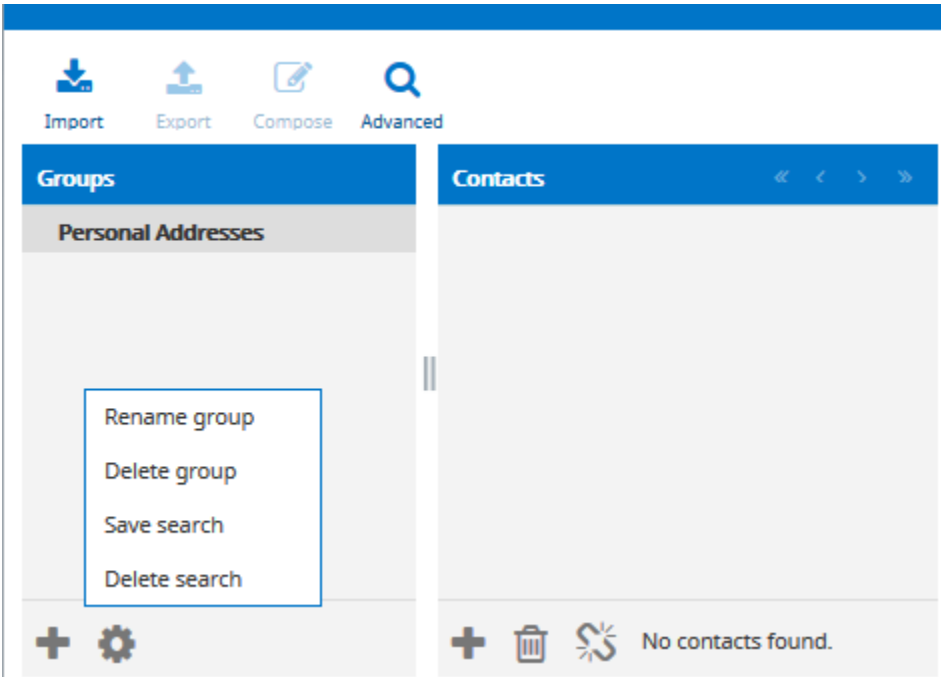 Import Export Compose Advanced
Groups
Contacts
Personal Addresses
Rename group
Delete group
Save search
Delete search
No contacts found.